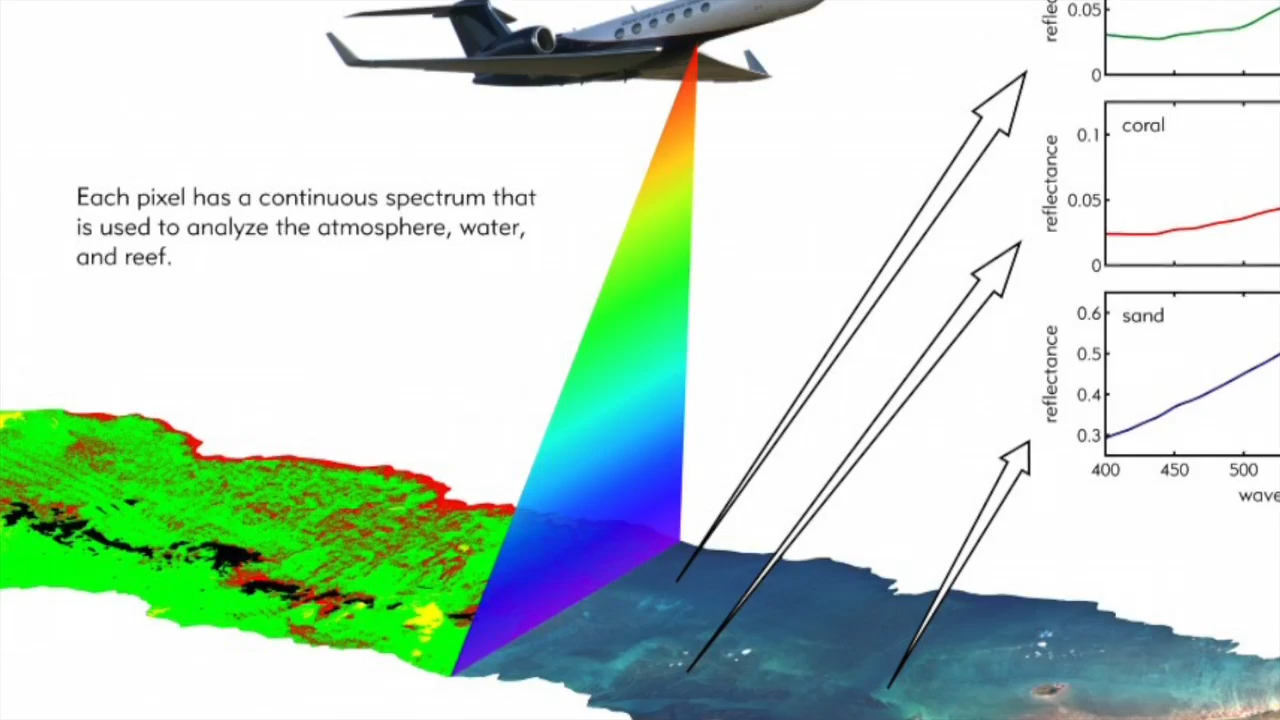 0.05
0
Each pixel has a continuous spectrum that
is used to analyze the atmosphere, water,
and reef.
coral
reflectance
0.1
0.05
0
sand
reflectance
0.6
0.5
0.4
0.3
400 450 500